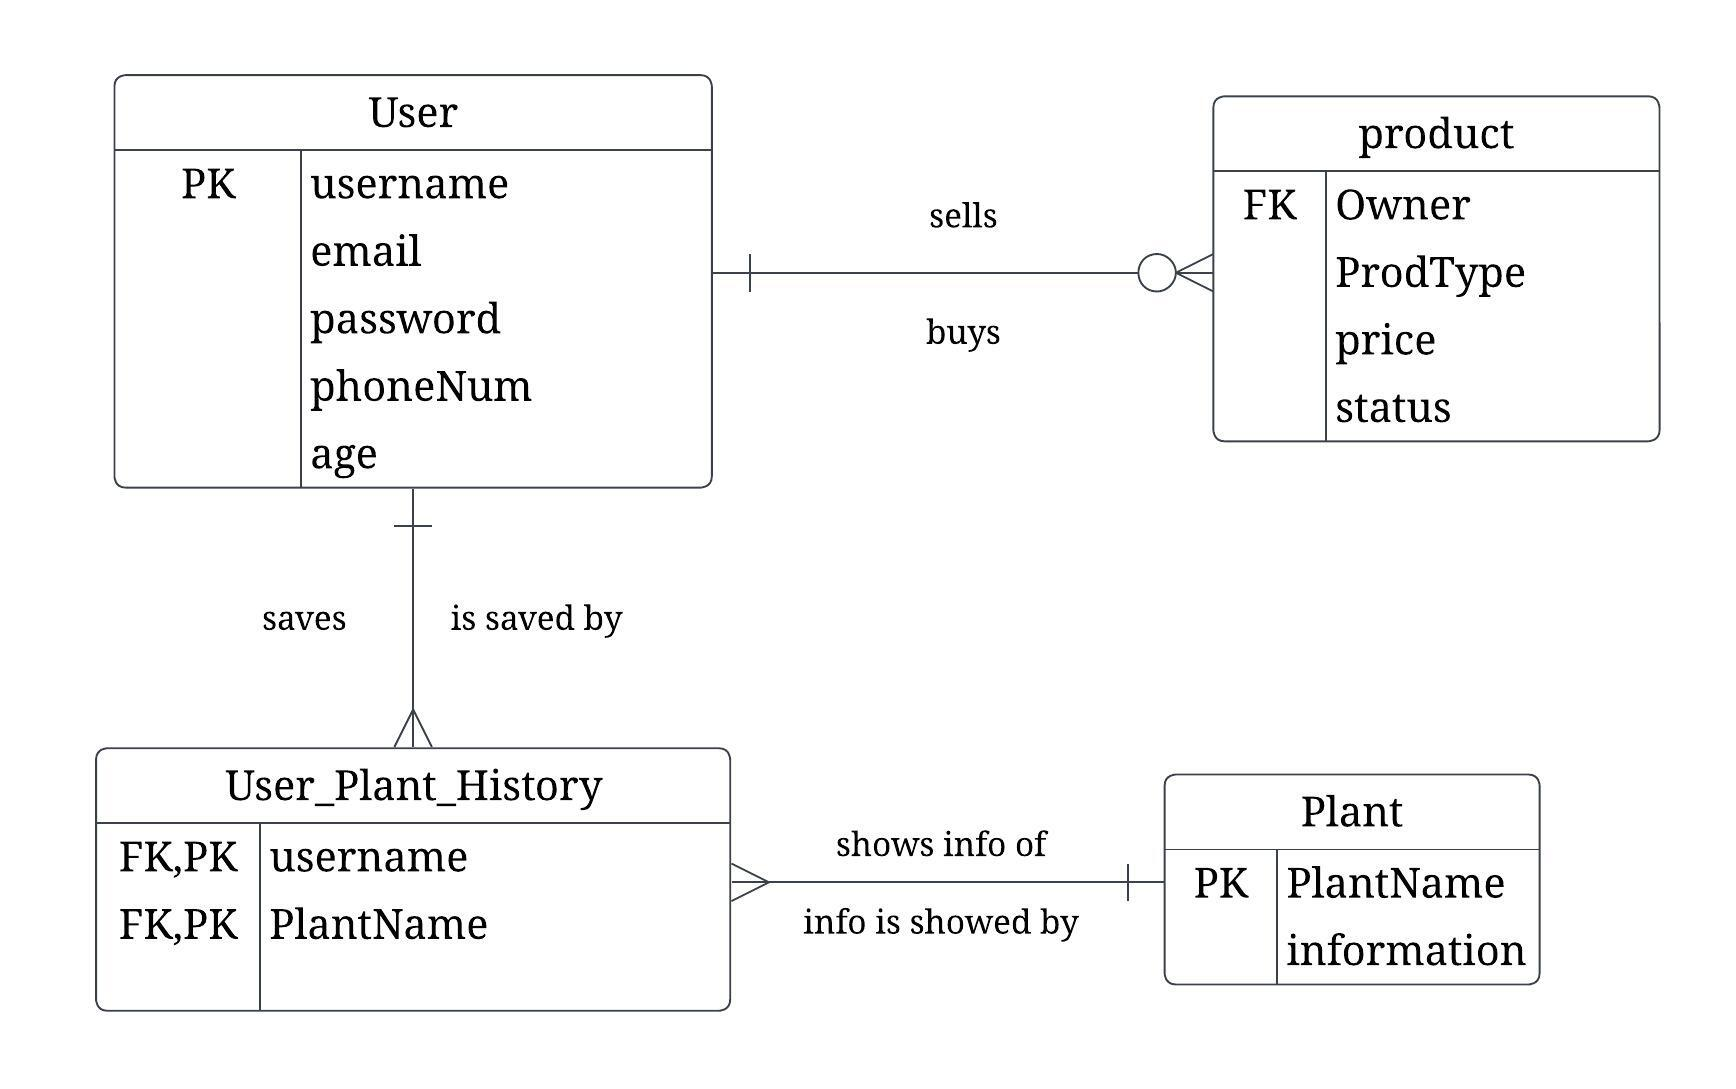 User
PK username
email
password
phoneNum
age
sells
buys
product
FK Owner
ProdType
price
status
saves
is saved by
User_Plant_History
FK,PK username
FK,PK PlantName
shows info of
info is showed by
Plant
PK PlantName
information